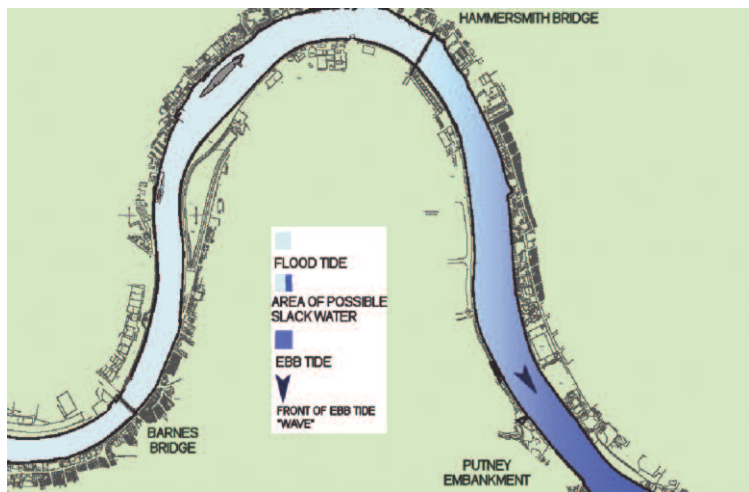 HAMMERSMITH BRIDGE
FLOOD TIDE
AREA OF POSSIBLE
SLACK WATER
EBB TIDE
FRONT OF EBB TIDE
"WAVE"
BARNES
BRIDGE
PUTNEY
EMBANKMENT